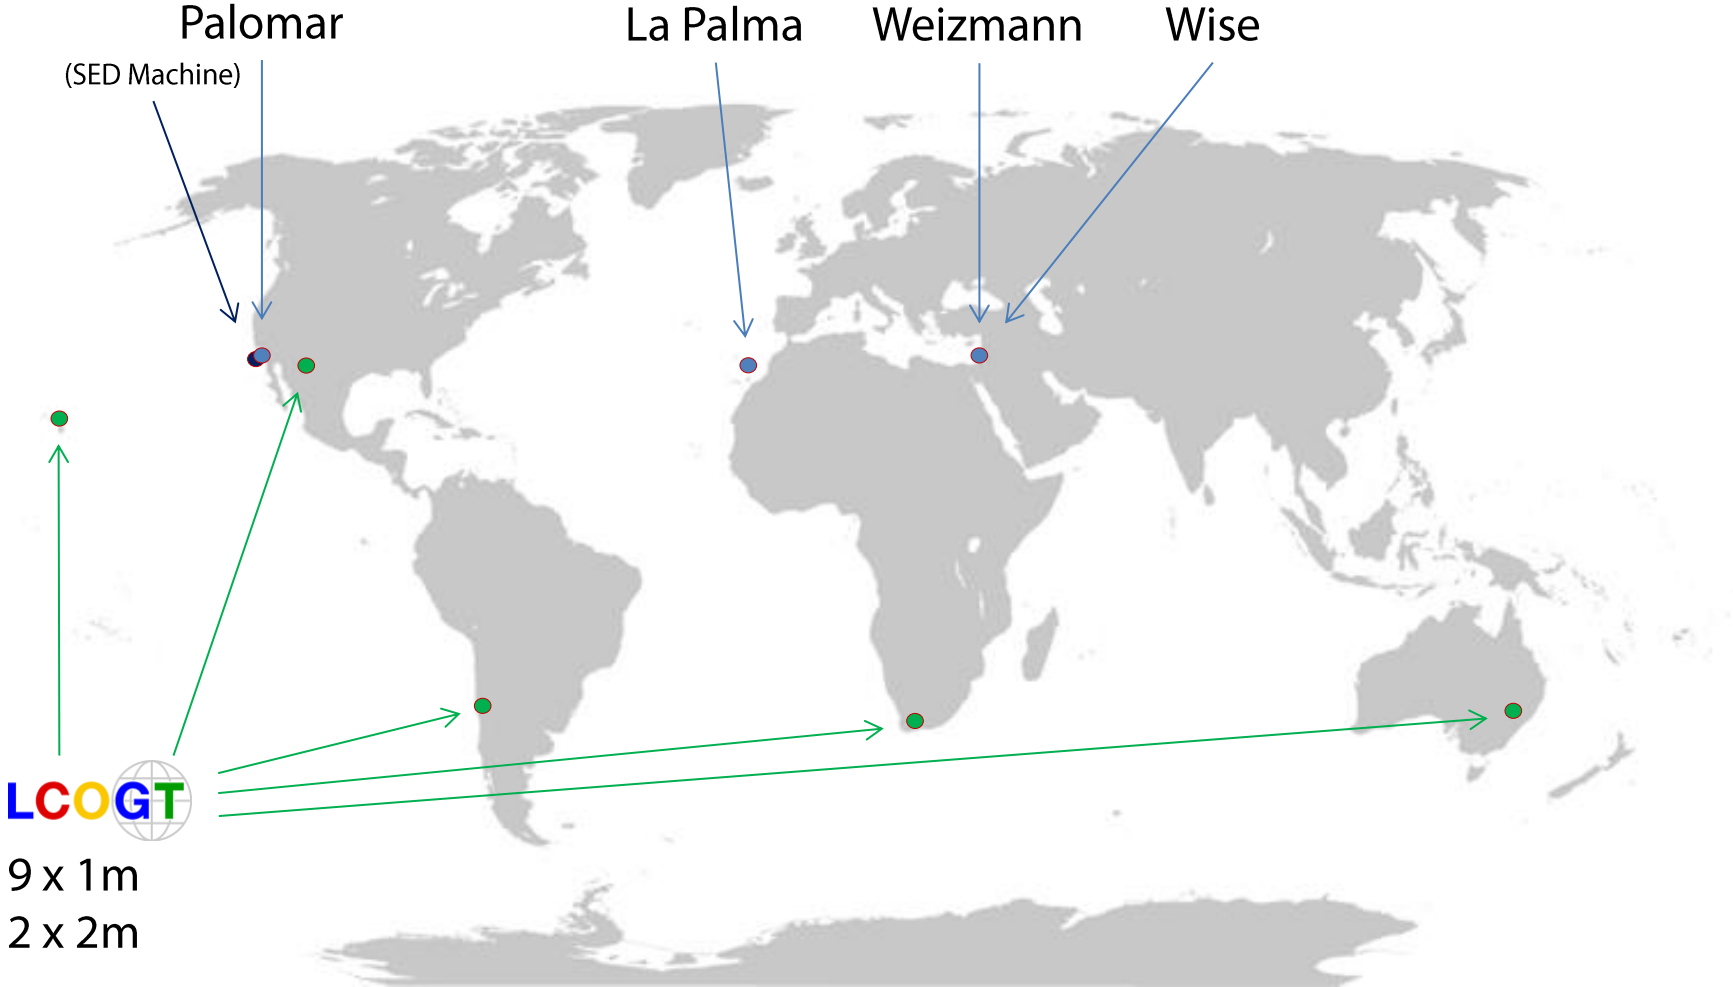 Palomar
(SED Machine)
La Palma
Weizmann
Wise
LCOGT
9 x 1m
2 x 2m